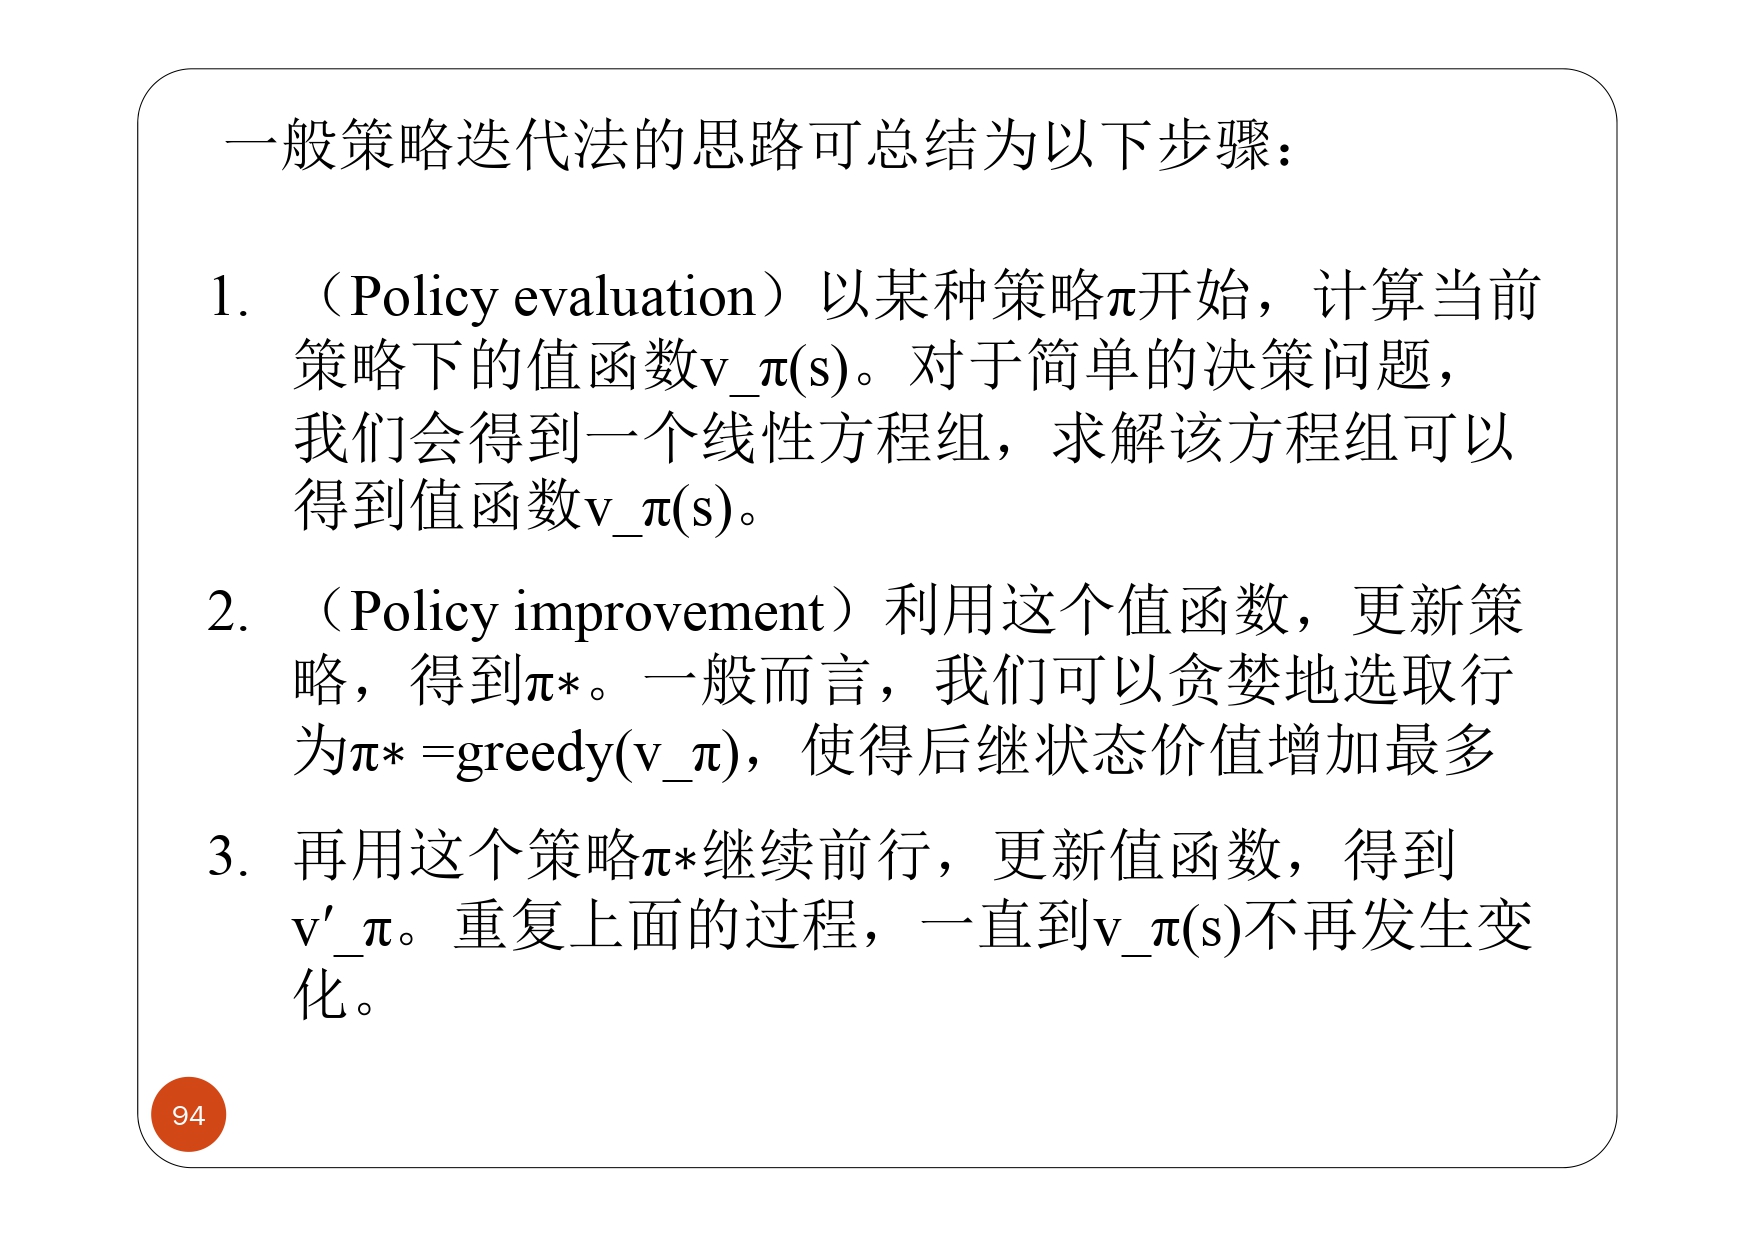 一般策略迭代法的思路可总结为以下步骤：
1. （Policy evaluation）以某种策略π开始，计算当前
策略下的值函数v_π(s)。对于简单的决策问题，
我们会得到一个线性方程组，求解该方程组可以
得到值函数v_π(s)。
2. （Policy improvement）利用这个值函数，更新策
略，得到π∗。一般而言，我们可以贪婪地选取行
为π∗ =greedy(v_π)，使得后继状态价值增加最多
3. 再用这个策略π∗继续前行，更新值函数，得到
v′_π。重复上面的过程，一直到v_π(s)不再发生变
化。
94